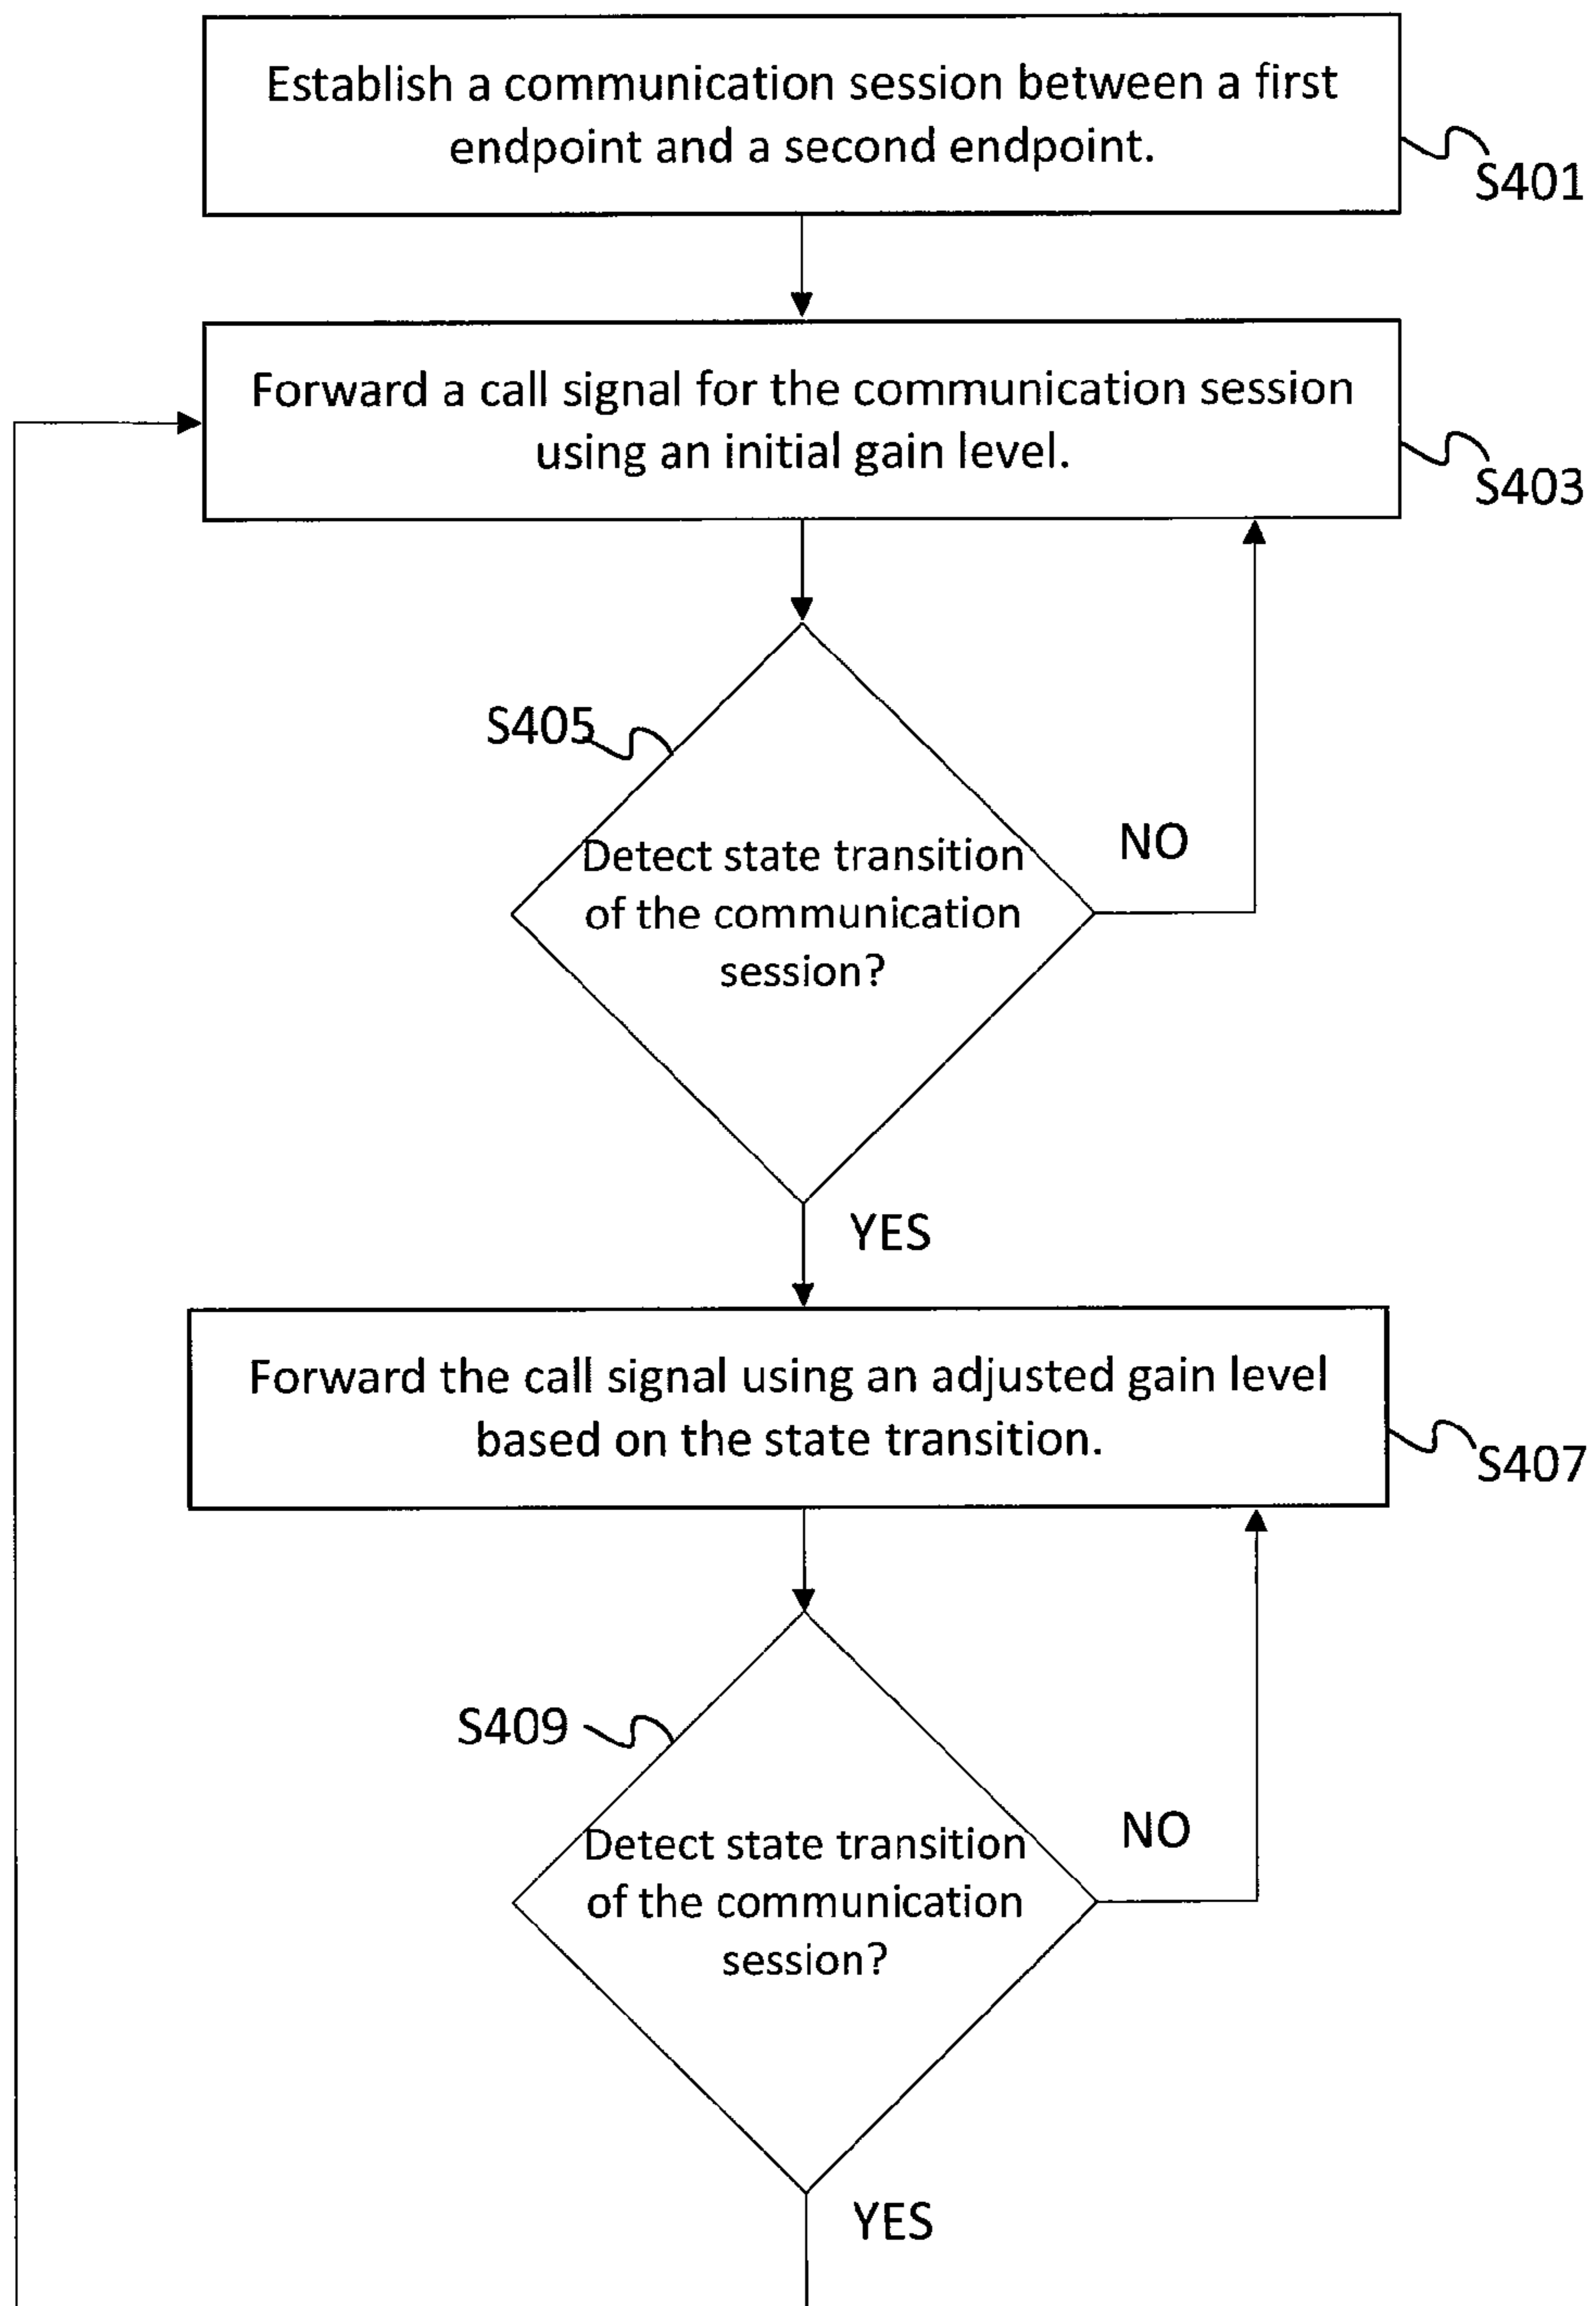 Establish a communication session between a first
endpoint and a second endpoint.
S401
Forward a call signal for the communication session
using an initial gain level.
S403
S405
Detect state transition
of the communication
session?
NO
YES
Forward the call signal using an adjusted gain level
based on the state transition.
S407
S409
Detect state transition
of the communication
session?
NO
YES